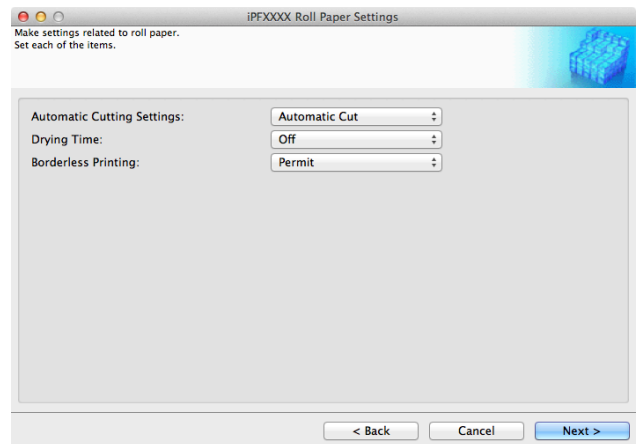 iPFXXXX Roll Paper Settings
Make settings related to roll paper.
Set each of the items.
Automatic Cutting Settings: Automatic Cut
Drying Time: Off
Borderless Printing: Permit
< Back Cancel Next >